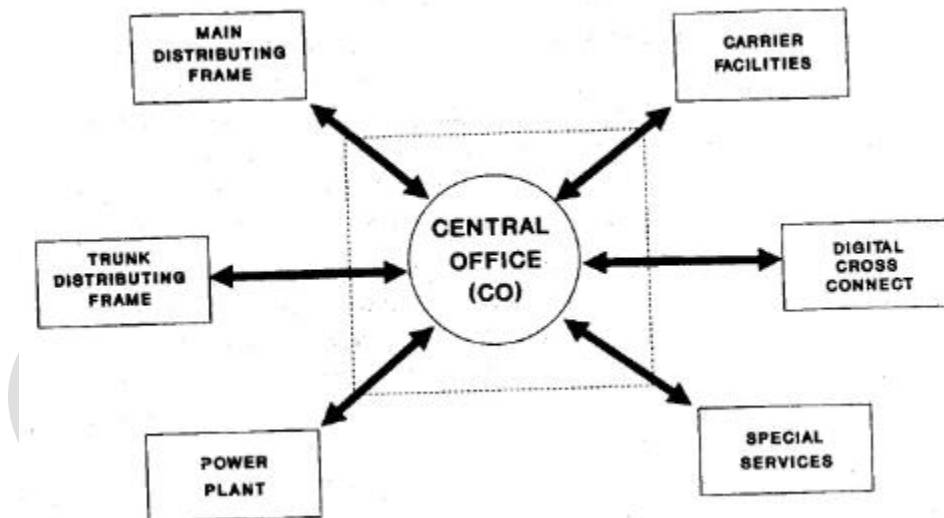 MAIN
DISTRIBUTING
FRAME
CARRIER
FACILITIES
CENTRAL
OFFICE
(CO)
TRUNK
DISTRIBUTING
FRAME
DIGITAL
CROSS
CONNECT
POWER
PLANT
SPECIAL
SERVICES